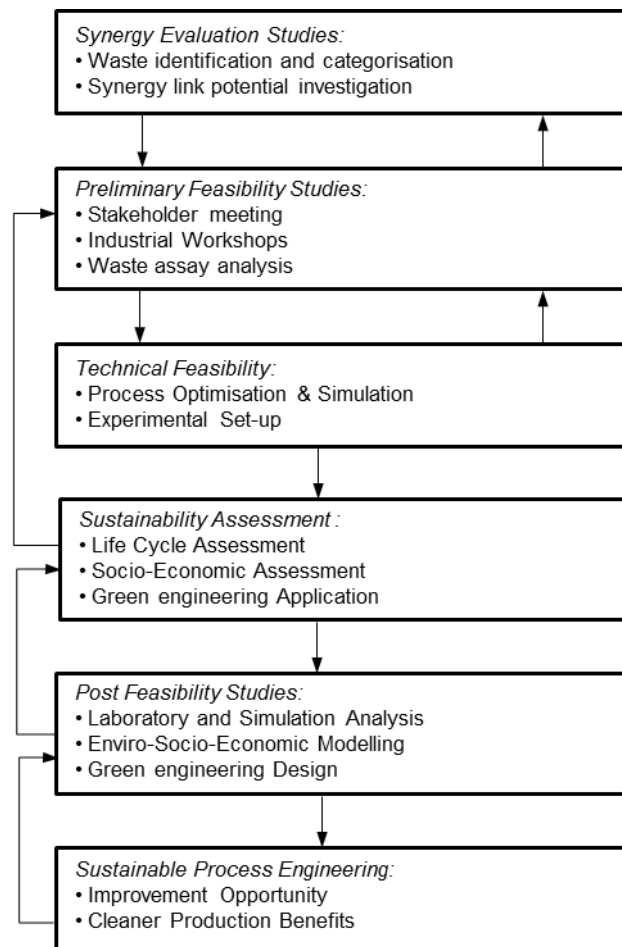 Synergy Evaluation Studies:
• Waste identification and categorisation
• Synergy link potential investigation
Preliminary Feasibility Studies:
• Stakeholder meeting
• Industrial Workshops
• Waste assay analysis
Technical Feasibility:
• Process Optimisation & Simulation
• Experimental Set-up
Sustainability Assessment :
• Life Cycle Assessment
• Socio-Economic Assessment
• Green engineering Application
Post Feasibility Studies:
• Laboratory and Simulation Analysis
• Enviro-Socio-Economic Modelling
• Green engineering Design
Sustainable Process Engineering:
• Improvement Opportunity
• Cleaner Production Benefits